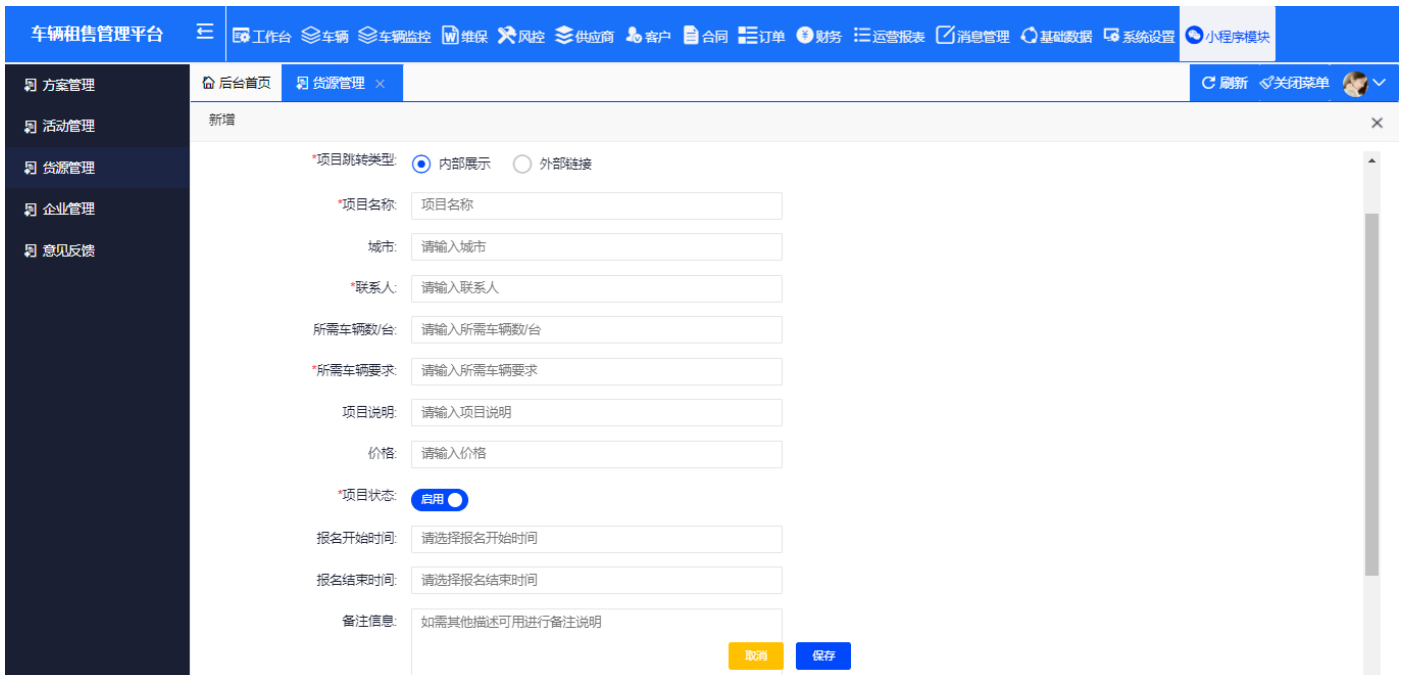 车辆租售管理平台 工作台 车辆 车辆监控 维保 风控 供应商 客户 合同 订单 财务 运营报表 消息管理 基础数据 系统设置 小程序模块
方案管理 后台首页 货源管理 × 刷新 关闭菜单
活动管理 新增 ×
货源管理 *项目跳转类型: 内部展示 外部链接
企业管理 *项目名称: 项目名称
意见反馈 城市: 请输入城市
*联系人: 请输入联系人
所需车辆数/台: 请输入所需车辆数/台
*所需车辆要求: 请输入所需车辆要求
项目说明: 请输入项目说明
价格: 请输入价格
*项目状态: 启用
报名开始时间: 请选择报名开始时间
报名结束时间: 请选择报名结束时间
备注信息: 如需其他描述可用进行备注说明
取消 保存